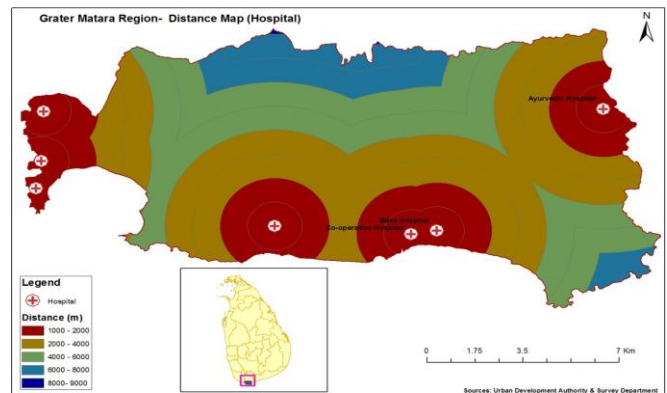 Grater Matara Region- Distance Map (Hospital)
N
Ayurvedic Hospital
Base Hospital
Co-operative Hospital
Legend
Hospital
Distance (m)
1000 - 2000
2000 - 4000
4000 - 6000
6000 - 8000
8000- 9000
0 1.75 3.5 7 Km
Sources: Urban Development Authority & Survey Department